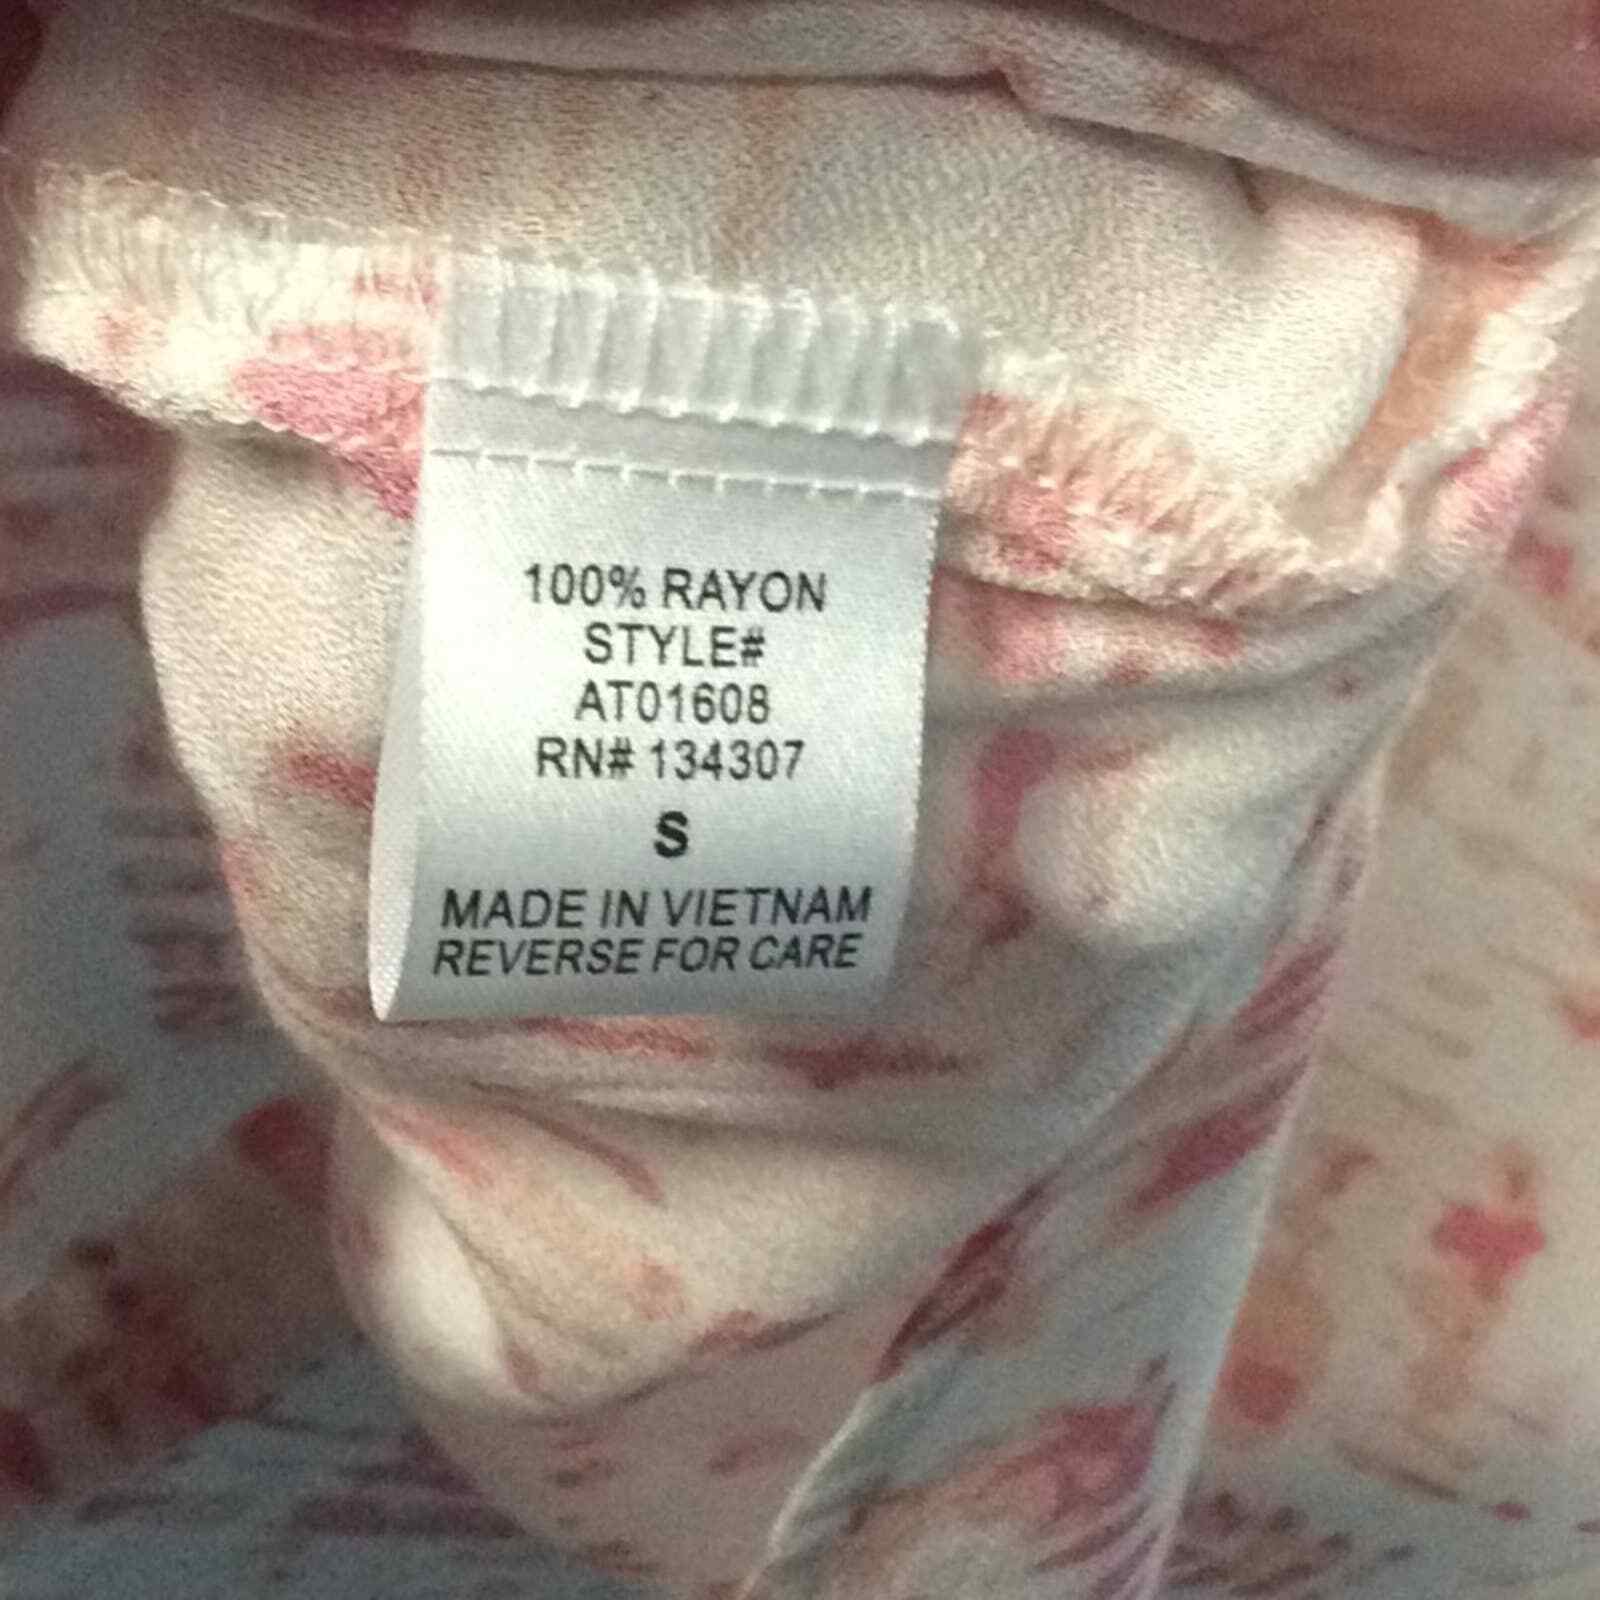 100% RAYON
STYLE#
AT01608
RN# 134307
S
MADE IN VIETNAM
REVERSE FOR CARE